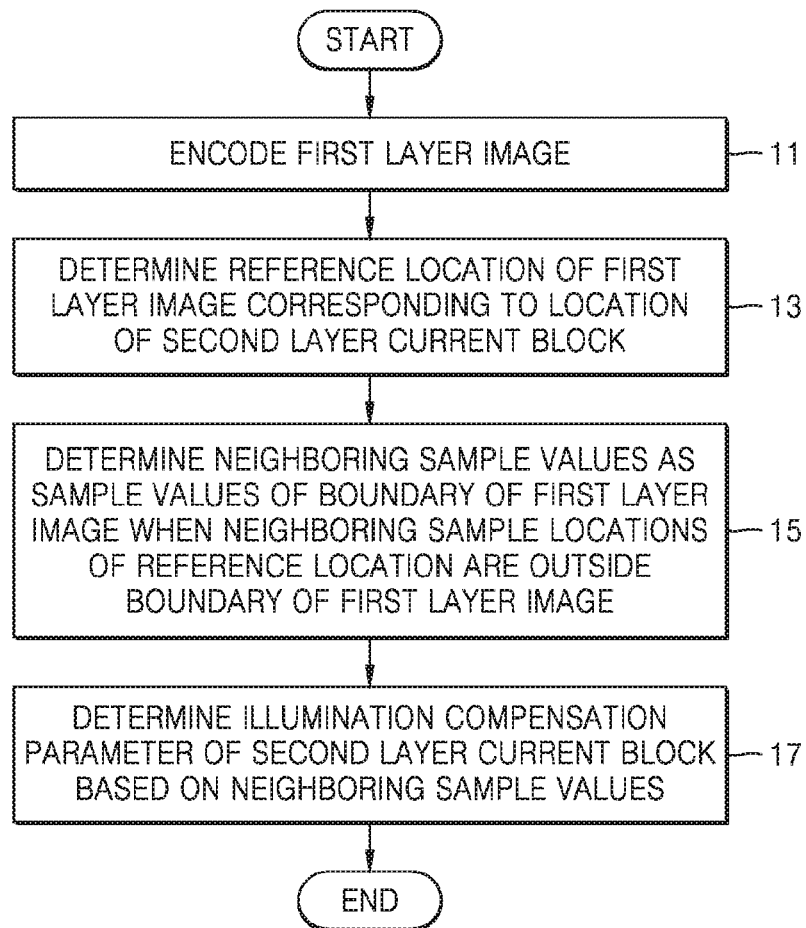 START
ENCODE FIRST LAYER IMAGE
11
DETERMINE REFERENCE LOCATION OF FIRST
LAYER IMAGE CORRESPONDING TO LOCATION
OF SECOND LAYER CURRENT BLOCK
13
DETERMINE NEIGHBORING SAMPLE VALUES AS
SAMPLE VALUES OF BOUNDARY OF FIRST LAYER
IMAGE WHEN NEIGHBORING SAMPLE LOCATIONS
OF REFERENCE LOCATION ARE OUTSIDE
BOUNDARY OF FIRST LAYER IMAGE
15
DETERMINE ILLUMINATION COMPENSATION
PARAMETER OF SECOND LAYER CURRENT BLOCK
BASED ON NEIGHBORING SAMPLE VALUES
17
END